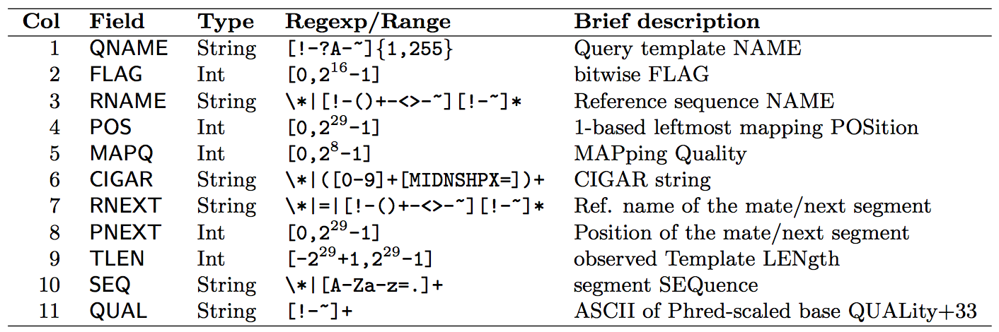 Col Field Type Regexp/Range Brief description
1 QNAME String [!-?A-~]{1,255} Query template NAME
2 FLAG Int [0,2^16-1] bitwise FLAG
3 RNAME String \*|[!-()+-<>-~][!-~]* Reference sequence NAME
4 POS Int [0,2^29-1] 1-based leftmost mapping POSition
5 MAPQ Int [0,2^8-1] MAPping Quality
6 CIGAR String \*|([0-9]+[MIDNSHPX=])+ CIGAR string
7 RNEXT String \*|=|[!-()+-<>-~][!-~]* Ref. name of the mate/next segment
8 PNEXT Int [0,2^29-1] Position of the mate/next segment
9 TLEN Int [-2^29+1,2^29-1] observed Template LENgth
10 SEQ String \*|[A-Za-z=.]+ segment SEQuence
11 QUAL String [!-~]+ ASCII of Phred-scaled base QUALity+33